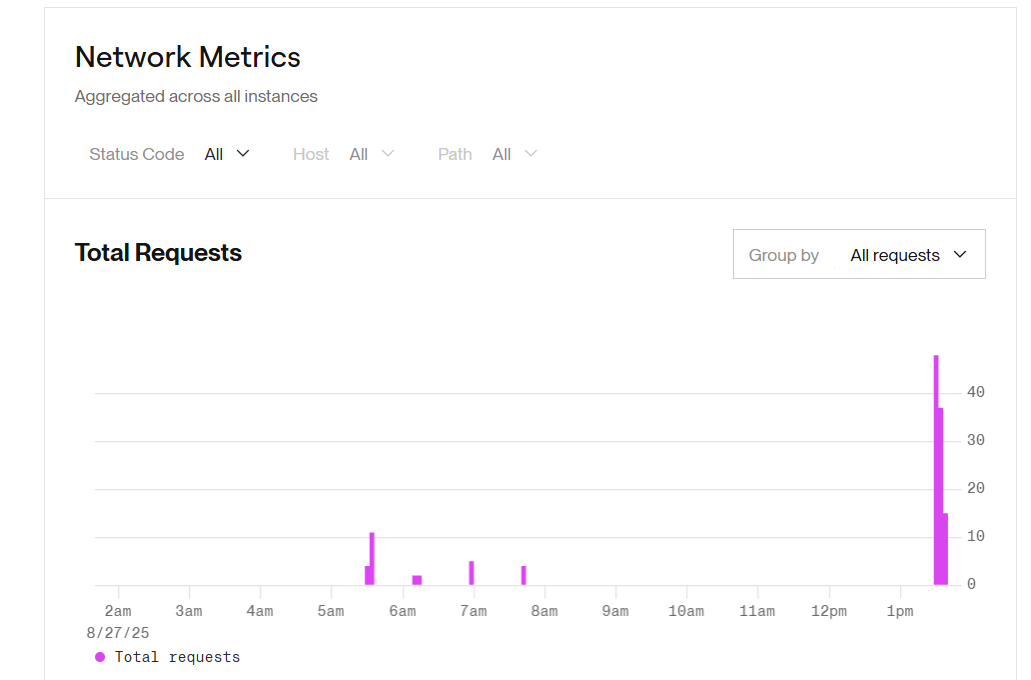 Network Metrics
Aggregated across all instances
Status Code All Host All Path All
Total Requests
Group by All requests
40
30
20
10
0
2am 3am 4am 5am 6am 7am 8am 9am 10am 11am 12pm 1pm
8/27/25
Total requests